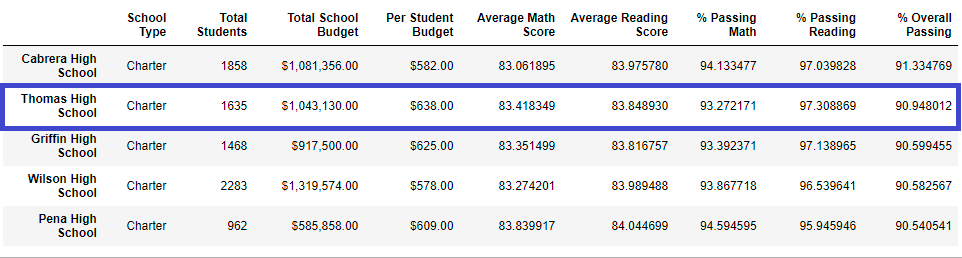 School Type Total Students Total School Budget Per Student Budget Average Math Score Average Reading Score % Passing Math % Passing Reading % Overall Passing
Cabrera High School Charter 1858 $1,081,356.00 $582.00 83.061895 83.975780 94.133477 97.039828 91.334769
Thomas High School Charter 1635 $1,043,130.00 $638.00 83.418349 83.848930 93.272171 97.308869 90.948012
Griffin High School Charter 1468 $917,500.00 $625.00 83.351499 83.816757 93.392371 97.138965 90.599455
Wilson High School Charter 2283 $1,319,574.00 $578.00 83.274201 83.989488 93.867718 96.539641 90.582567
Pena High School Charter 962 $585,858.00 $609.00 83.839917 84.044699 94.594595 95.945946 90.540541